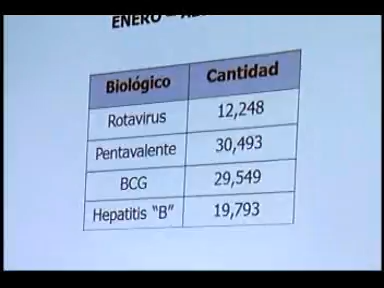 ENERO –
Biológico Cantidad
Rotavirus 12,248
Pentavalente 30,493
BCG 29,549
Hepatitis “B” 19,793